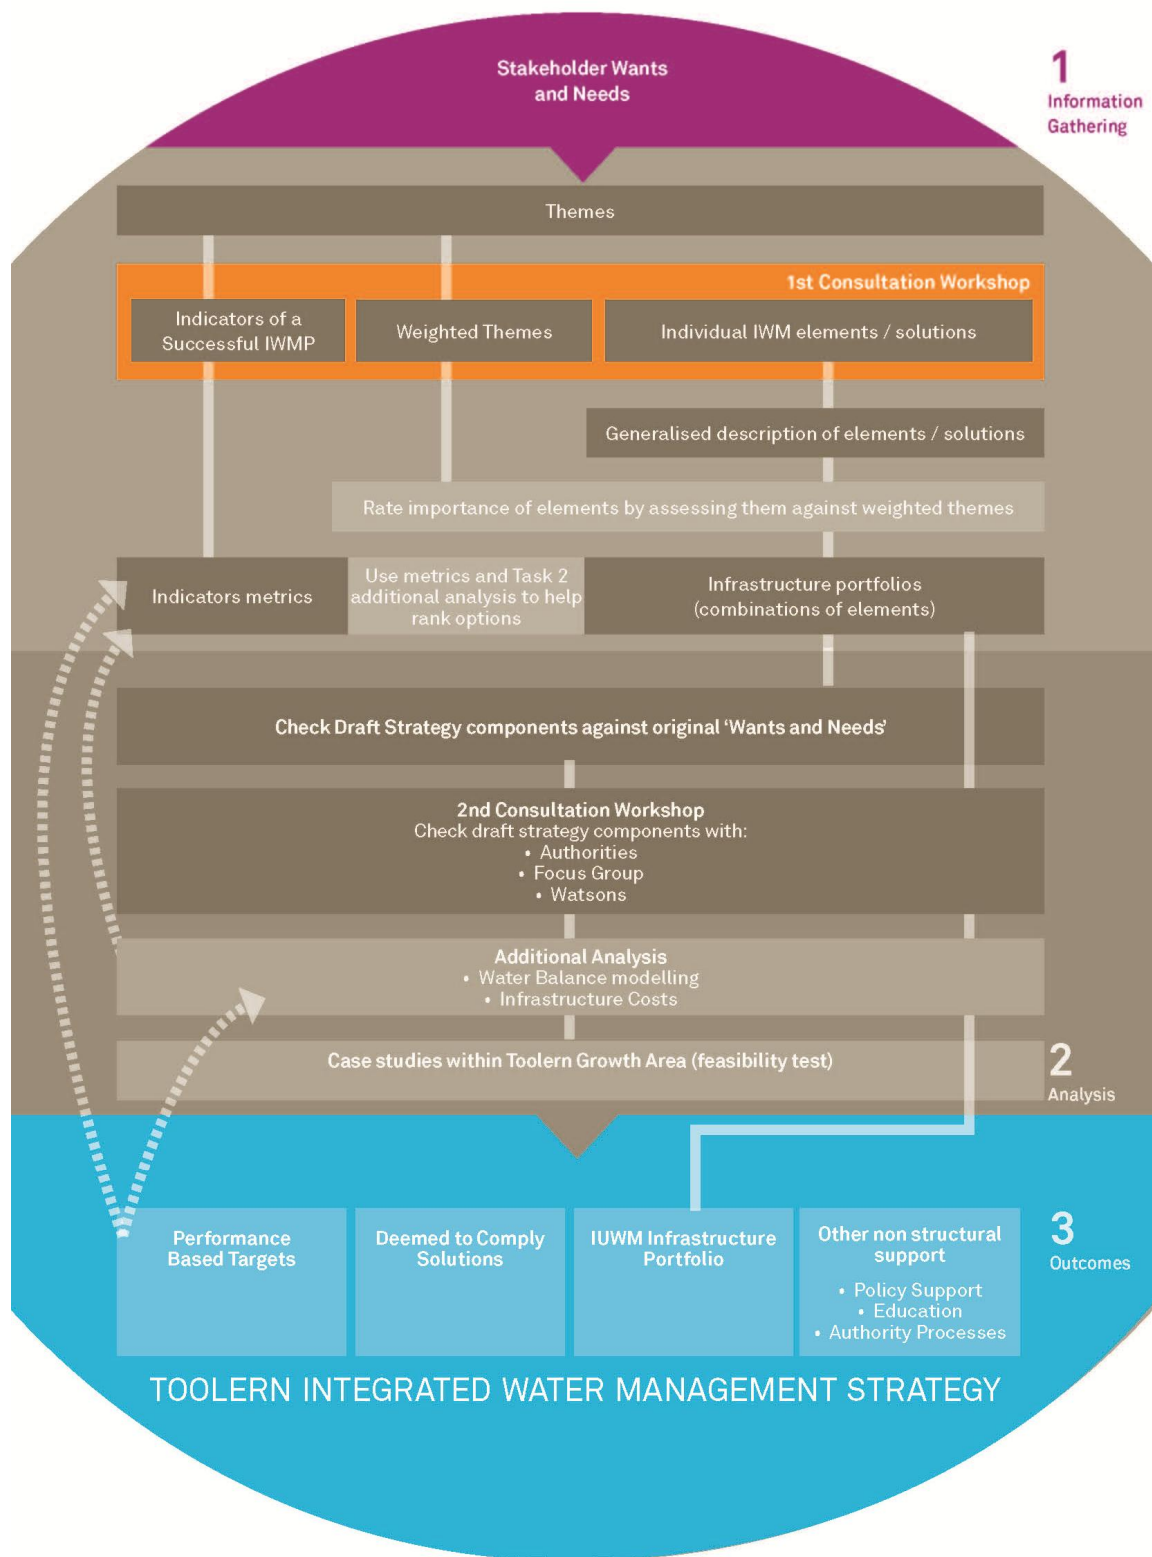 Stakeholder Wants
and Needs
1
Information
Gathering
Themes
1st Consultation Workshop
Indicators of a
Successful IWMP
Weighted Themes
Individual IWM elements / solutions
Generalised description of elements / solutions
Rate importance of elements by assessing them against weighted themes
Indicators metrics
Use metrics and Task 2
additional analysis to help
rank options
Infrastructure portfolios
(combinations of elements)
Check Draft Strategy components against original ‘Wants and Needs’
2nd Consultation Workshop
Check draft strategy components with:
• Authorities
• Focus Group
• Watsons
Additional Analysis
• Water Balance modelling
• Infrastructure Costs
Case studies within Toolern Growth Area (feasibility test)
2
Analysis
Performance
Based Targets
Deemed to Comply
Solutions
IUWM Infrastructure
Portfolio
Other non structural
support
• Policy Support
• Education
• Authority Processes
3
Outcomes
TOOLERN INTEGRATED WATER MANAGEMENT STRATEGY